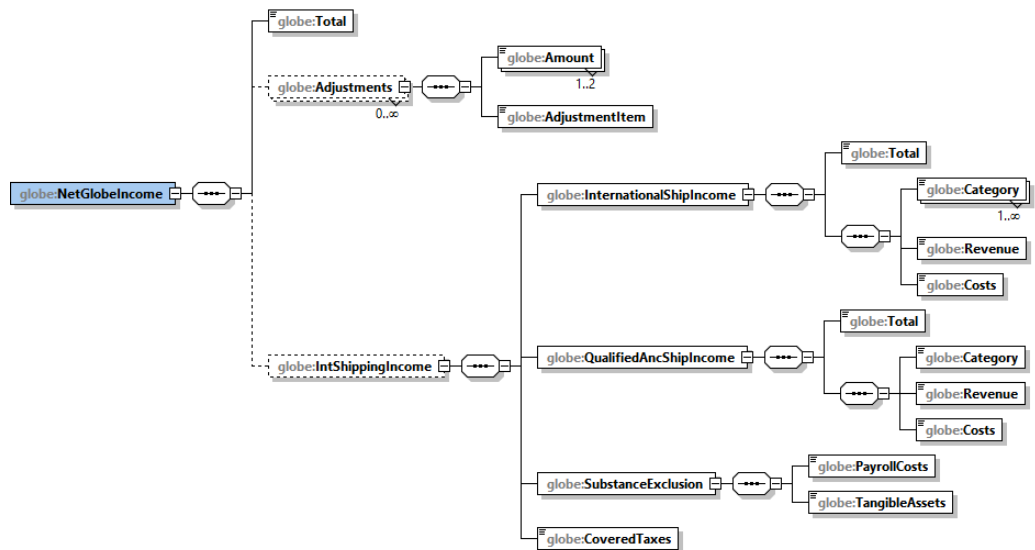 globe:Total
globe:Amount
1..2
globe:Adjustments
0..∞
globe:AdjustmentItem
globe:Total
globe:NetGlobeIncome
globe:InternationalShipIncome
globe:Category
1..∞
globe:Revenue
globe:Costs
globe:Total
globe:IntShippingIncome
globe:QualifiedAncShipIncome
globe:Category
globe:Revenue
globe:Costs
globe:SubstanceExclusion
globe:PayrollCosts
globe:TangibleAssets
globe:CoveredTaxes